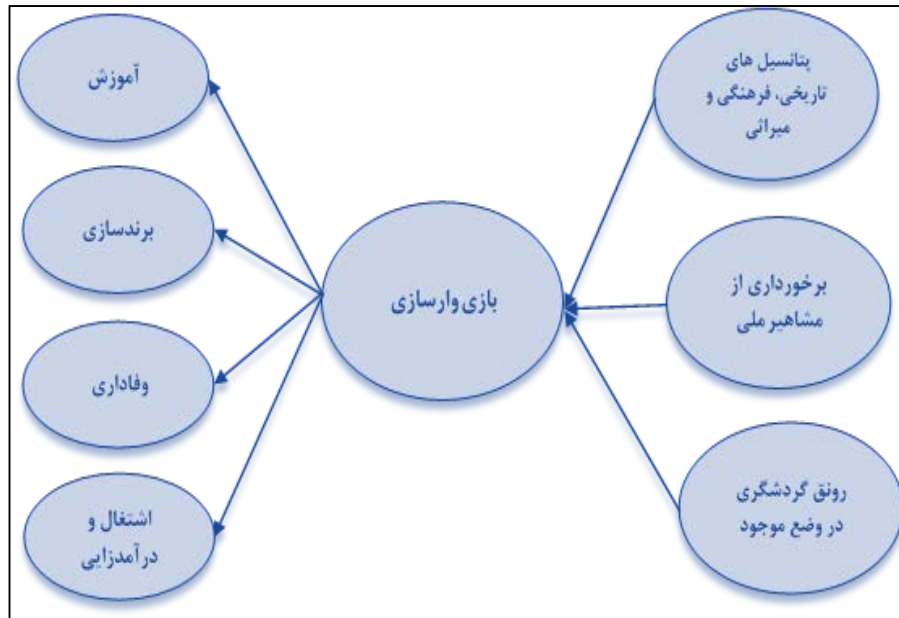 پتانسیل های
تاریخی، فرهنگی و
میراثی
برخورداری از
مشاهیر ملی
رونق گردشگری
در وضع موجود
بازی وارسازی
آموزش
برندسازی
وفاداری
اشتغال و
درآمدزایی